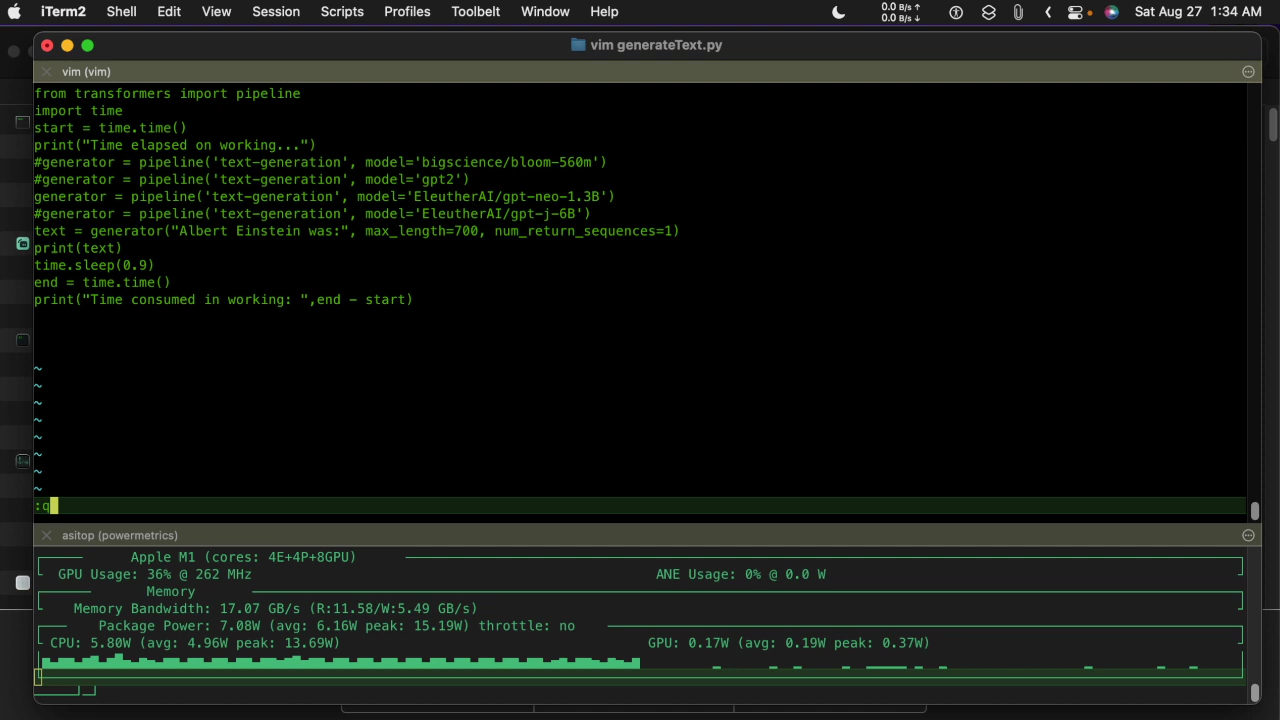 iTerm2 Shell Edit View Session Scripts Profiles Toolbelt Window Help 0.0 B/s↑ 0.0 B/s↓ Sat Aug 27 1:34 AM
vim generateText.py
vim (vim)
from transformers import pipeline
import time
start = time.time()
print("Time elapsed on working...")
#generator = pipeline('text-generation', model='bigscience/bloom-560m')
#generator = pipeline('text-generation', model='gpt2')
generator = pipeline('text-generation', model='EleutherAI/gpt-neo-1.3B')
#generator = pipeline('text-generation', model='EleutherAI/gpt-j-6B')
text = generator("Albert Einstein was:", max_length=700, num_return_sequences=1)
print(text)
time.sleep(0.9)
end = time.time()
print("Time consumed in working: ",end - start)
~
~
~
~
~
~
~
~
:q
asitop (powermetrics)
Apple M1 (cores: 4E+4P+8GPU)
GPU Usage: 36% @ 262 MHz ANE Usage: 0% @ 0.0 W
Memory
Memory Bandwidth: 17.07 GB/s (R:11.58/W:5.49 GB/s)
Package Power: 7.08W (avg: 6.16W peak: 15.19W) throttle: no
CPU: 5.80W (avg: 4.96W peak: 13.69W) GPU: 0.17W (avg: 0.19W peak: 0.37W)